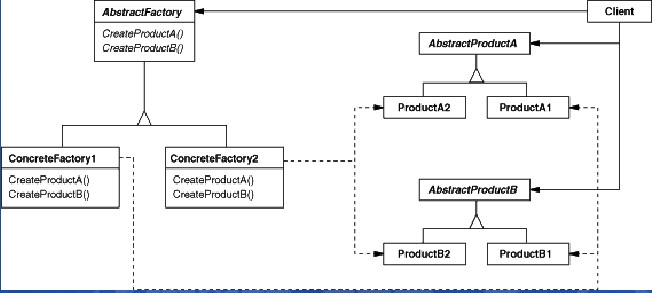 AbstractFactory
CreateProductA()
CreateProductB()
Client
AbstractProductA
ProductA2
ProductA1
ConcreteFactory1
CreateProductA()
CreateProductB()
ConcreteFactory2
CreateProductA()
CreateProductB()
AbstractProductB
ProductB2
ProductB1